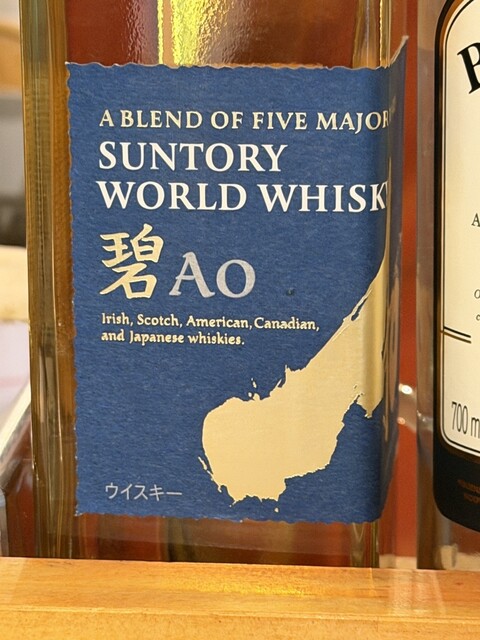 A BLEND OF FIVE MAJOR
SUNTORY
WORLD WHISK
碧 AO
Irish, Scotch, American, Canadian,
and Japanese whiskies.
ウイスキー
700 m